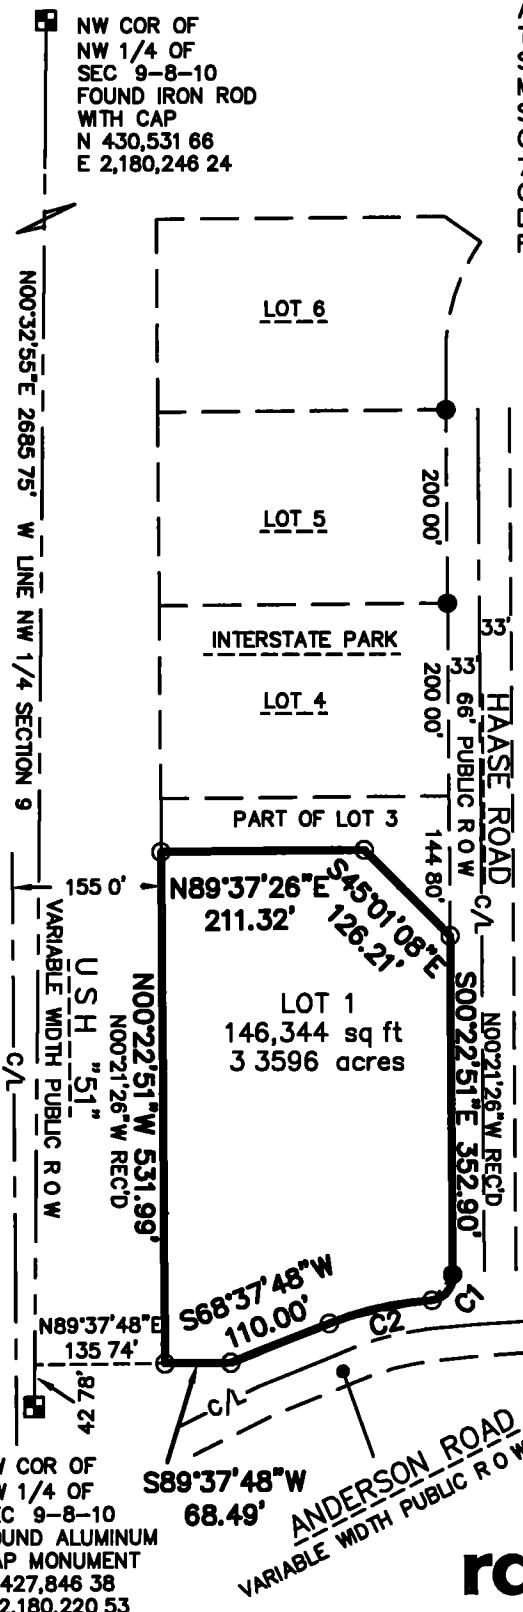 NW COR OF
NW 1/4 OF
SEC 9-8-10
FOUND IRON ROD
WITH CAP
N 430,531 66
E 2,180,246 24
LOT 6
N00°32'55"E 2685 75' W LINE NW 1/4 SECTION 9
200 00'
LOT 5
33'
INTERSTATE PARK
33'
LOT 4
200 00'
66' PUBLIC R O W
HAASE ROAD
PART OF LOT 3
144 80'
C/L
155 0'
N89°37'26"E
211.32'
S45°01'08"E
126.21'
VARIABLE WIDTH PUBLIC R O W
U S H "51"
N00°21'26"W REC'D
N00°22'51"W 531.99'
LOT 1
146,344 sq ft
3 3596 acres
S00°22'51"E 352.90'
N00°21'26"W REC'D
C/L
S68°37'48"W
110.00'
C1
C2
N89°37'48"E
135 74'
42 78'
C/L
S89°37'48"W
68.49'
ANDERSON ROAD
VARIABLE WIDTH PUBLIC R O W
COR OF
1/4 OF
9-8-10
ALUMINUM
MONUMENT
427,846 38
2,180,220 53
rc